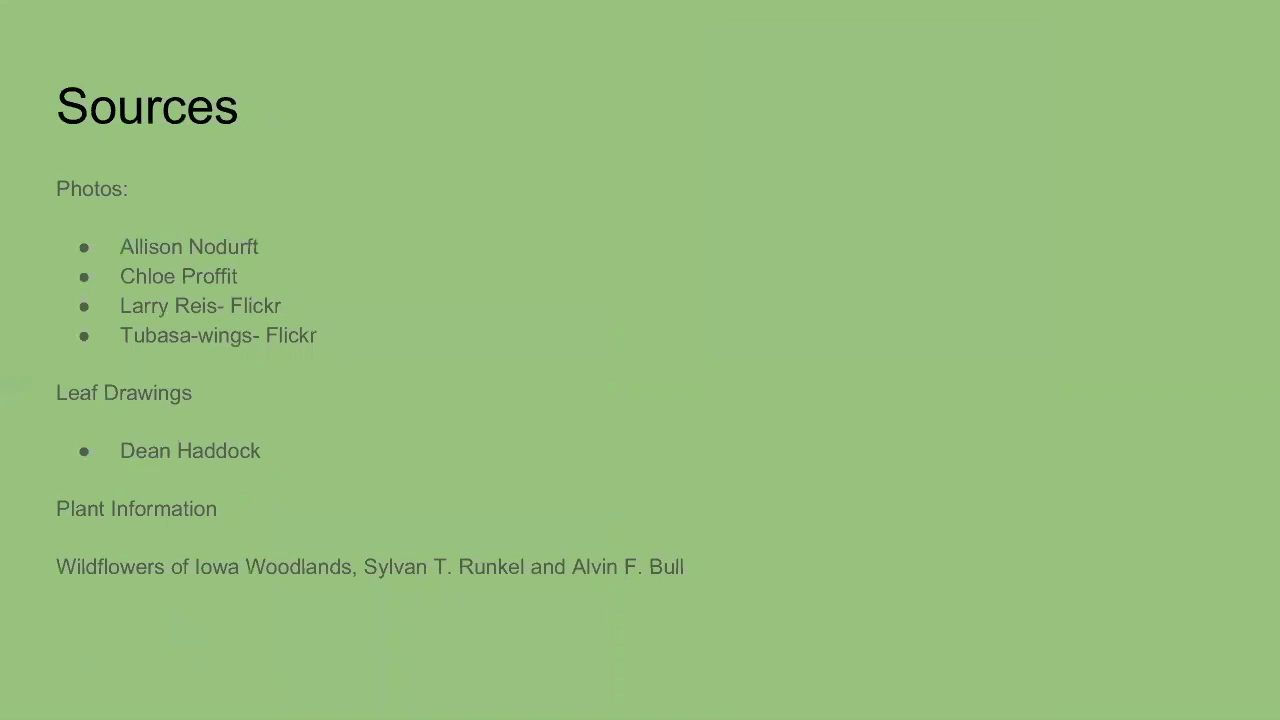 Sources
Photos:
● Allison Nodurft
● Chloe Proffit
● Larry Reis- Flickr
● Tubasa-wings- Flickr
Leaf Drawings
● Dean Haddock
Plant Information
Wildflowers of Iowa Woodlands, Sylvan T. Runkel and Alvin F. Bull